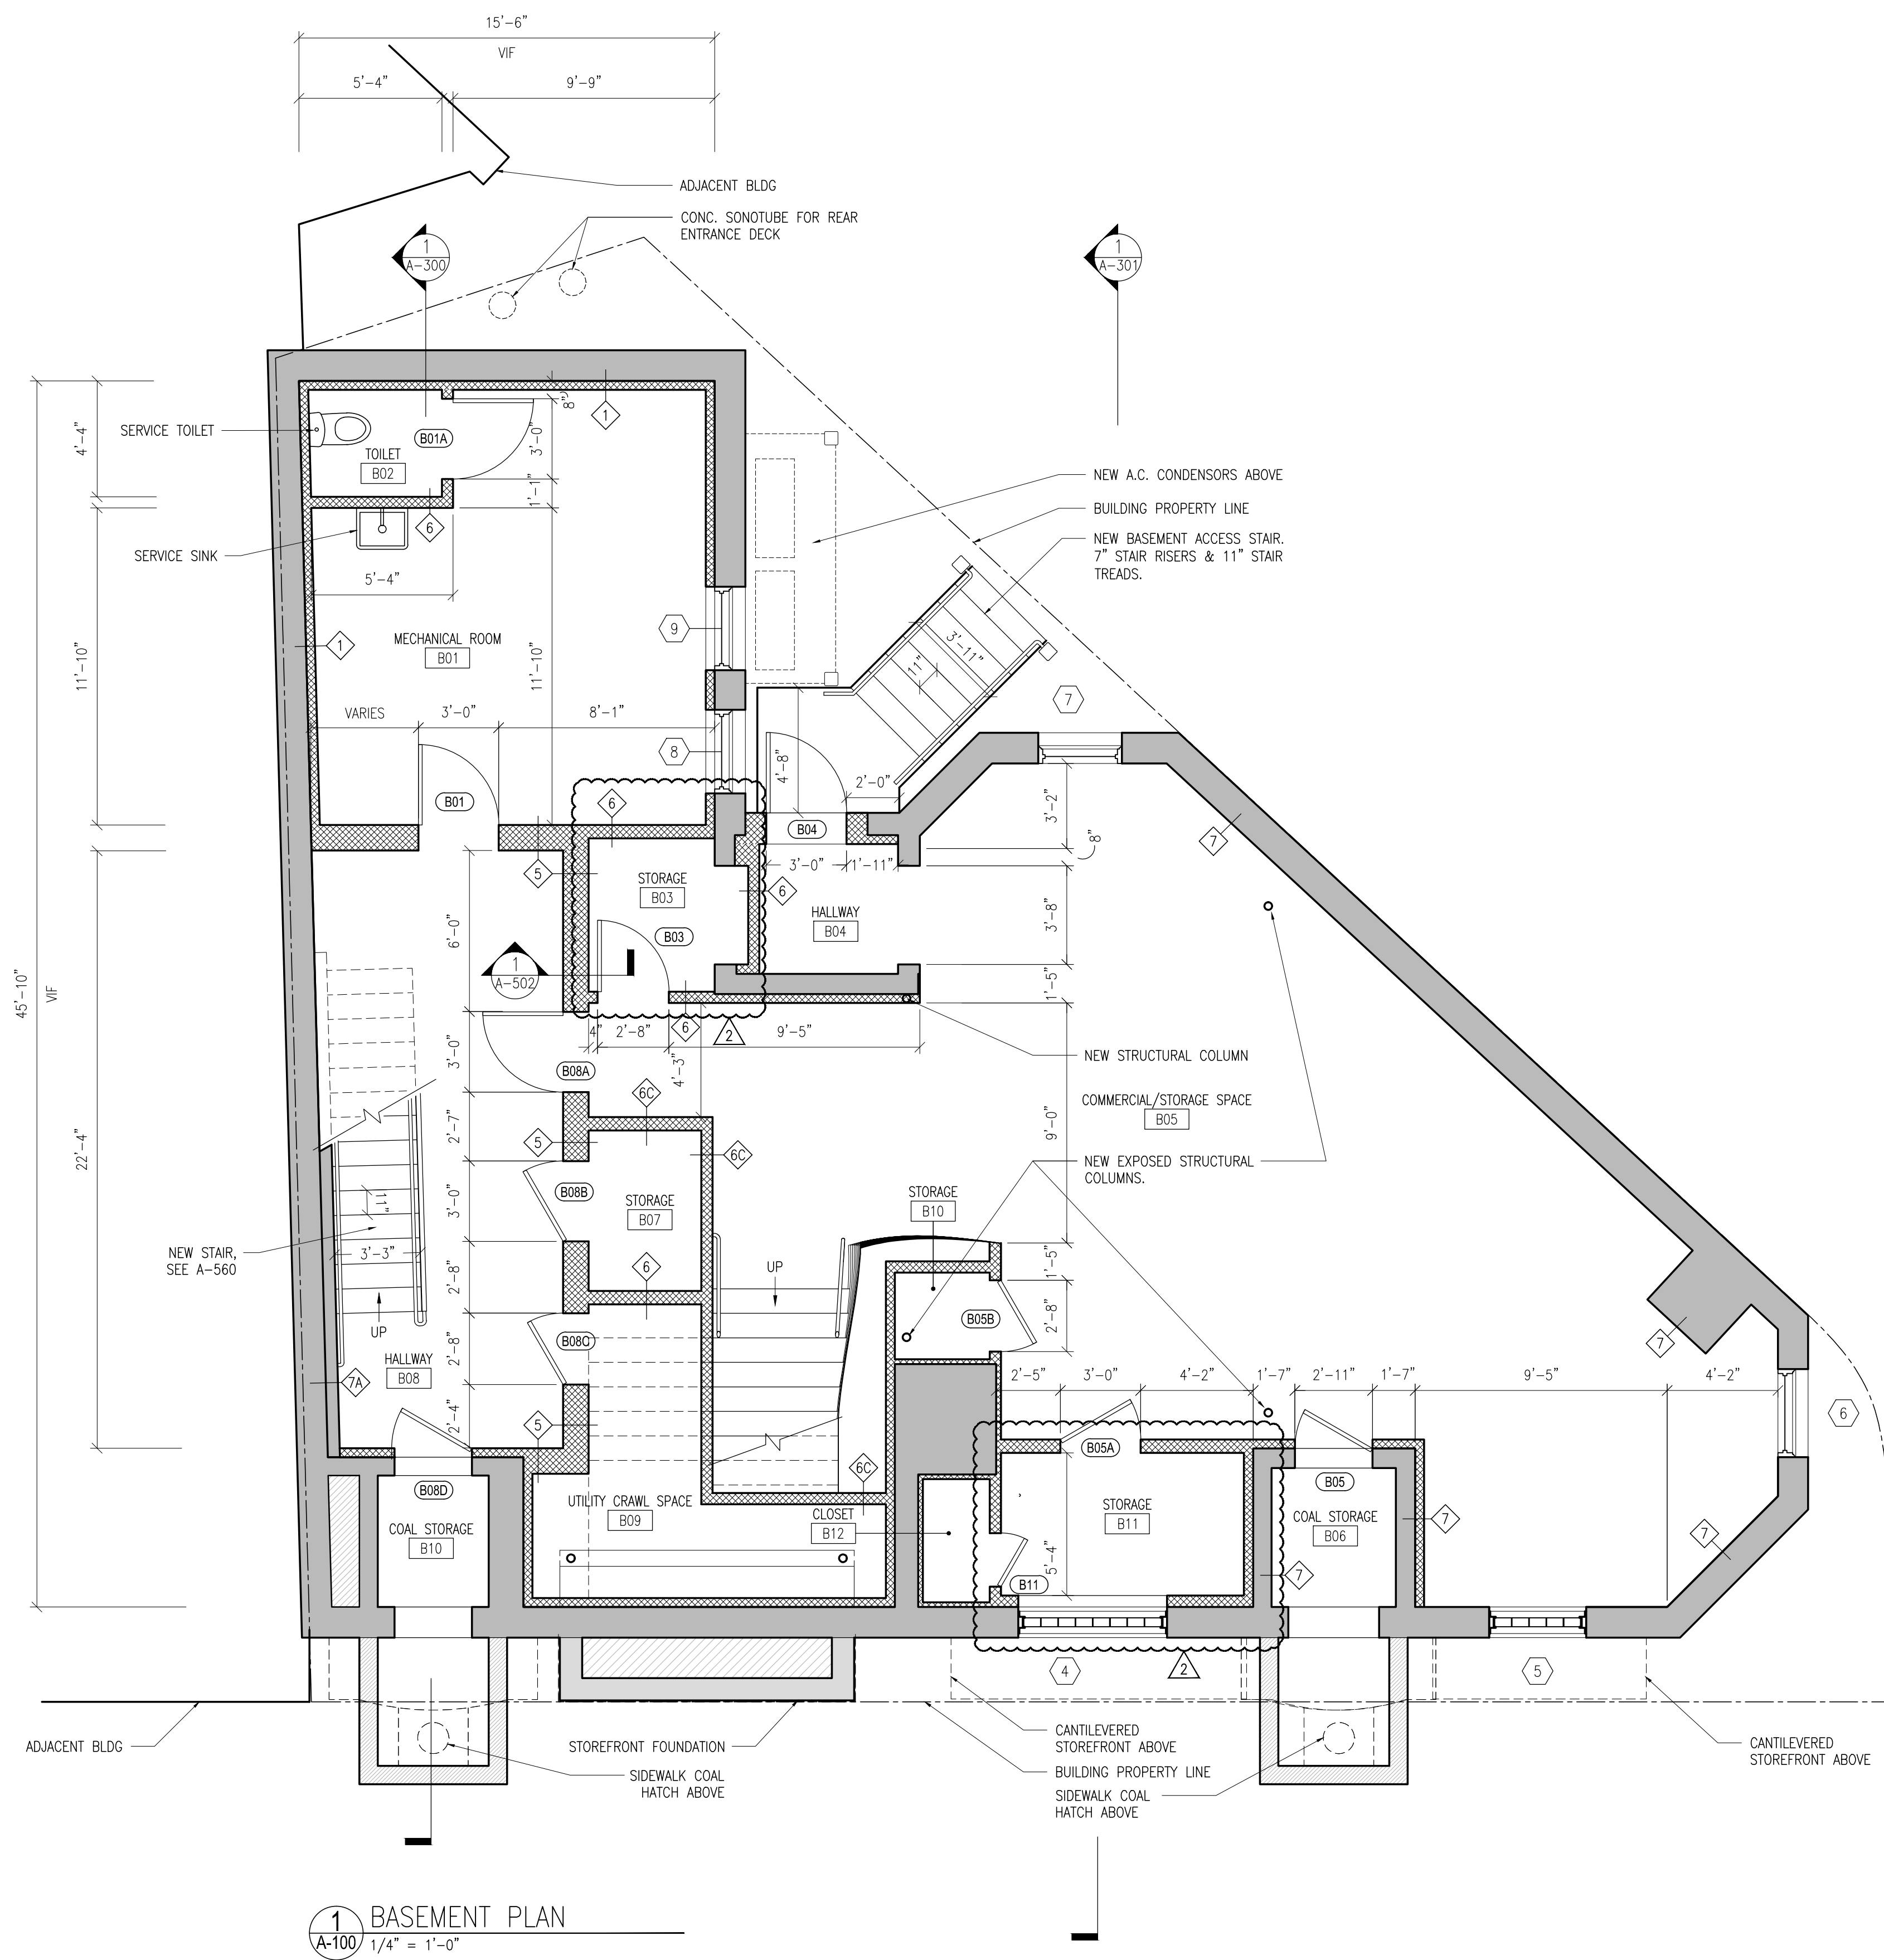 15'-6"
VIF
5'-4"
9'-9"
ADJACENT BLDG
CONC. SONOTUBE FOR REAR
ENTRANCE DECK
1
A-300
1
A-301
8"
1
SERVICE TOILET
B01A
TOILET
B02
4'-4"
3'-0"
1'-1"
6
NEW A.C. CONDENSORS ABOVE
BUILDING PROPERTY LINE
NEW BASEMENT ACCESS STAIR.
7" STAIR RISERS & 11" STAIR
TREADS.
SERVICE SINK
5'-4"
9
MECHANICAL ROOM
B01
1
11'-10"
11'-10"
3'-11"
11"
7
VARIES
3'-0"
8'-1"
8
4'-8"
2'-0"
B01
6
B04
3'-2"
8"
7
7
5
STORAGE
B03
3'-0"
1'-11"
6
HALLWAY
B04
3'-8"
6'-0"
B03
1
A-502
45'-10"
VIF
1'-5"
6
2
4"
2'-8"
9'-5"
3'-0"
B08A
4'-3"
NEW STRUCTURAL COLUMN
6C
COMMERCIAL/STORAGE SPACE
B05
9'-0"
2'-7"
5
6C
22'-4"
NEW EXPOSED STRUCTURAL
COLUMNS.
B08B
STORAGE
B07
STORAGE
B10
3'-0"
11"
NEW STAIR,
SEE A-560
3'-3"
6
UP
1'-5"
2'-8"
UP
B05B
2'-8"
B08C
HALLWAY
B08
2'-8"
7A
7
2'-5"
3'-0"
4'-2"
1'-7"
2'-11"
1'-7"
9'-5"
4'-2"
6
2'-4"
5
B05A
6C
B08D
B05
UTILITY CRAWL SPACE
B09
CLOSET
B12
STORAGE
B11
COAL STORAGE
B06
7
7
COAL STORAGE
B10
5'-4"
B11
7
4
2
5
ADJACENT BLDG
STOREFRONT FOUNDATION
CANTILEVERED
STOREFRONT ABOVE
CANTILEVERED
STOREFRONT ABOVE
SIDEWALK COAL
HATCH ABOVE
BUILDING PROPERTY LINE
SIDEWALK COAL
HATCH ABOVE
1
A-100
BASEMENT PLAN
1/4" = 1'-0"